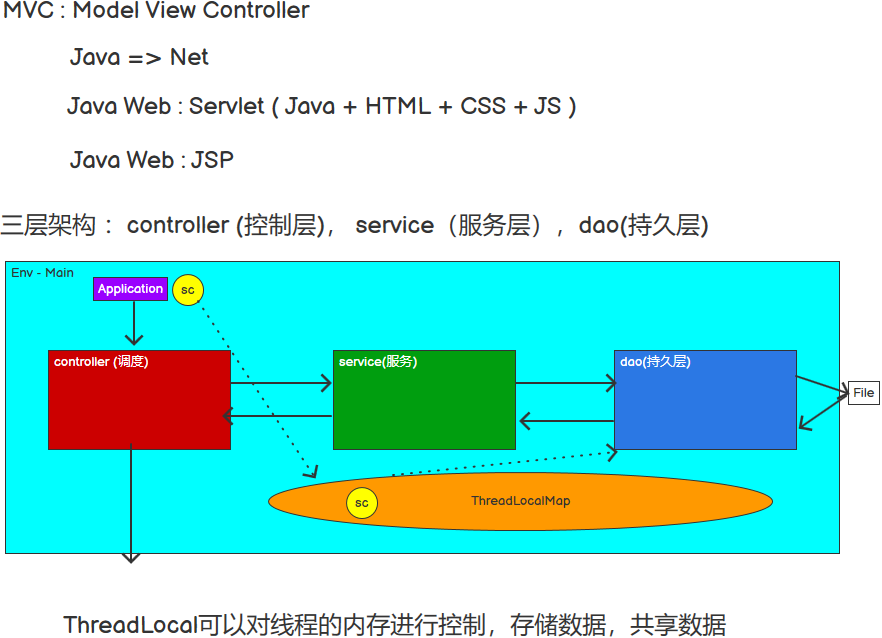 MVC : Model View Controller
Java => Net
Java Web : Servlet ( Java + HTML + CSS + JS )
Java Web : JSP
三层架构 ： controller (控制层)， service（服务层），dao(持久层)
Env - Main
Application
sc
controller (调度)
service(服务)
dao(持久层)
File
sc
ThreadLocalMap
ThreadLocal可以对线程的内存进行控制，存储数据，共享数据